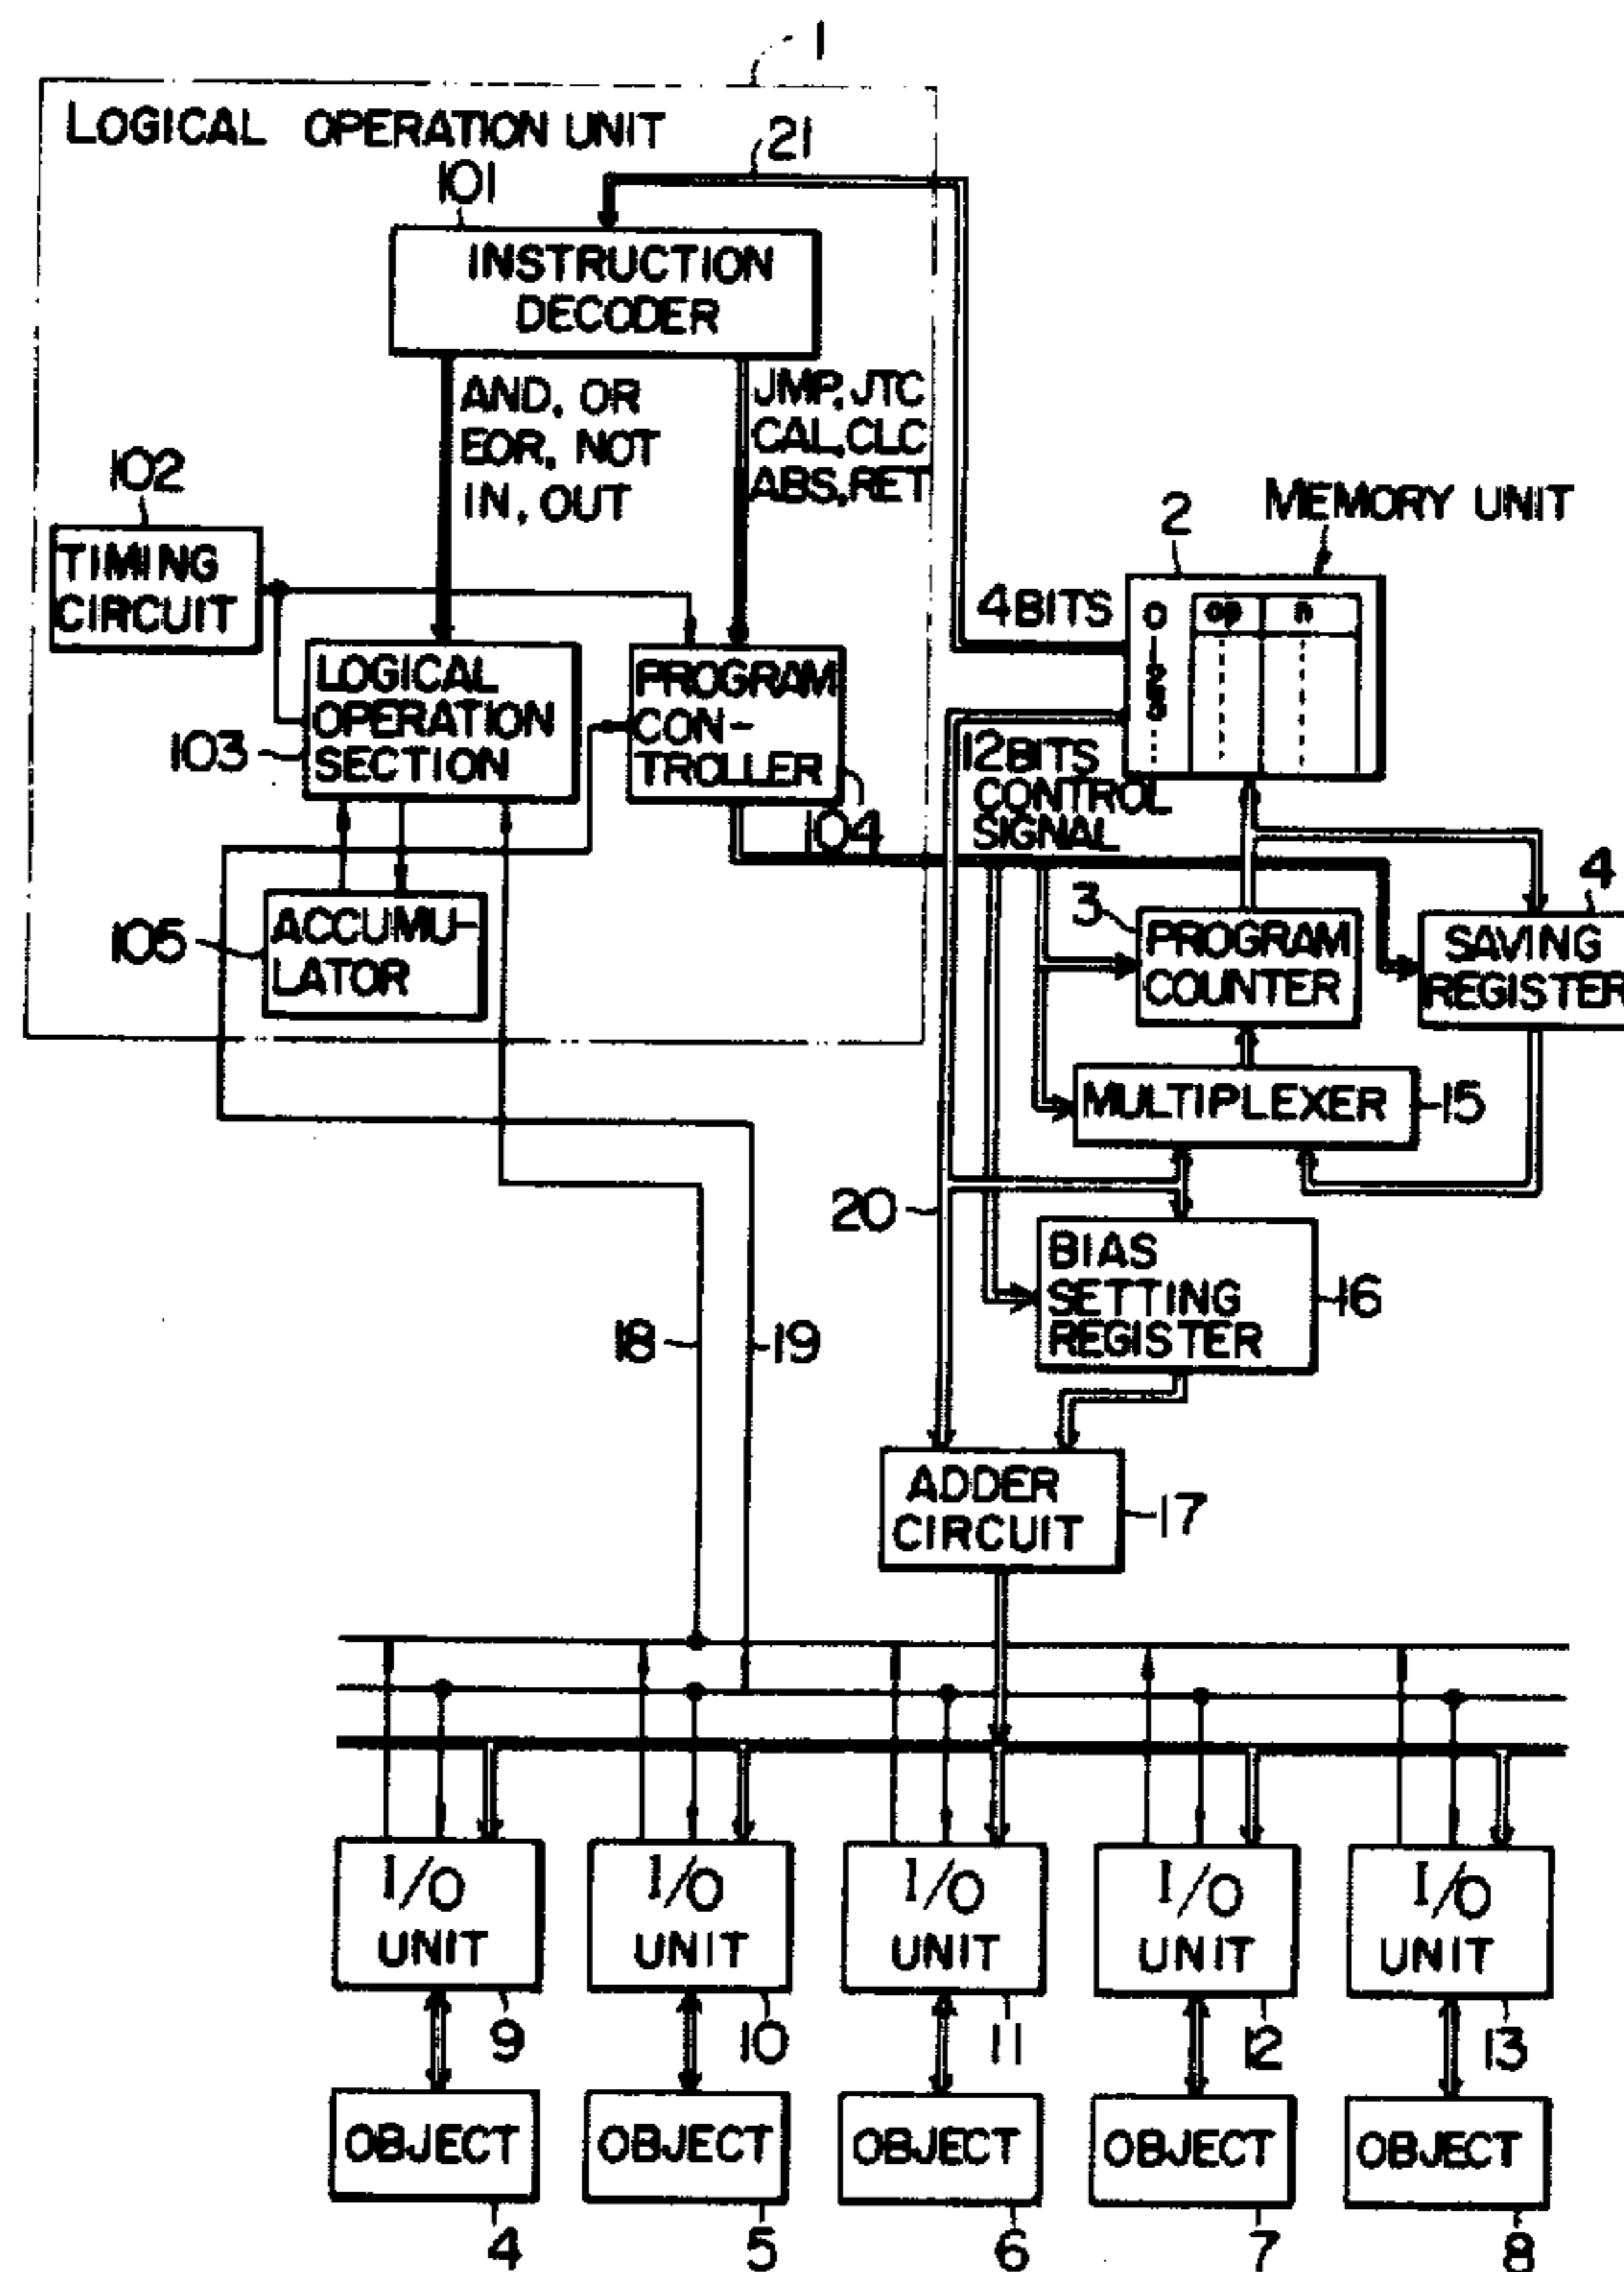 1
LOGICAL OPERATION UNIT
21
101
INSTRUCTION
DECODER
AND, OR
EOR, NOT
IN, OUT
JMP, JTC
CAL, CLC
ABS, RET
102
TIMING
CIRCUIT
2
MEMORY UNIT
4 BITS
0
1
2
3
op
n
LOGICAL
OPERATION
SECTION
103
PROGRAM
CON-
TROLLER
104
12 BITS
CONTROL
SIGNAL
105
ACCUMU-
LATOR
3
PROGRAM
COUNTER
4
SAVING
REGISTER
MULTIPLEXER
15
20
BIAS
SETTING
REGISTER
16
18
19
ADDER
CIRCUIT
17
I/O
UNIT
I/O
UNIT
I/O
UNIT
I/O
UNIT
I/O
UNIT
9
10
11
12
13
OBJECT
OBJECT
OBJECT
OBJECT
OBJECT
4
5
6
7
8